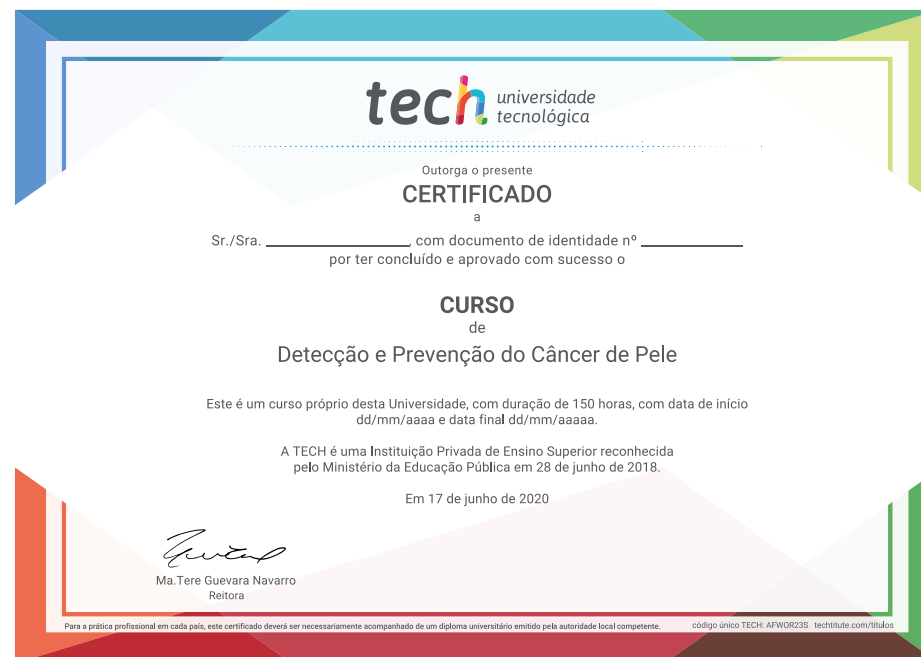 tech universidade
tecnológica
Outorga o presente
CERTIFICADO
a
Sr./Sra. ____________, com documento de identidade nº ____________
por ter concluído e aprovado com sucesso o
CURSO
de
Detecção e Prevenção do Câncer de Pele
Este é um curso próprio desta Universidade, com duração de 150 horas, com data de início
dd/mm/aaaa e data final dd/mm/aaaaa.
A TECH é uma Instituição Privada de Ensino Superior reconhecida
pelo Ministério da Educação Pública em 28 de junho de 2018.
Em 17 de junho de 2020
Ma.Tere Guevara Navarro
Reitora
Para a prática profissional em cada país, este certificado deverá ser necessariamente acompanhado de um diploma universitário emitido pela autoridade local competente.
código único TECH: AFWOR23S techtitute.com/titulos